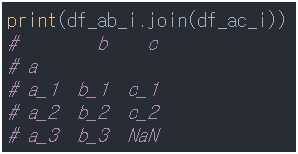 print(df_ab_i.join(df_ac_i))
#        b    c
# a
# a_1  b_1  c_1
# a_2  b_2  c_2
# a_3  b_3  NaN